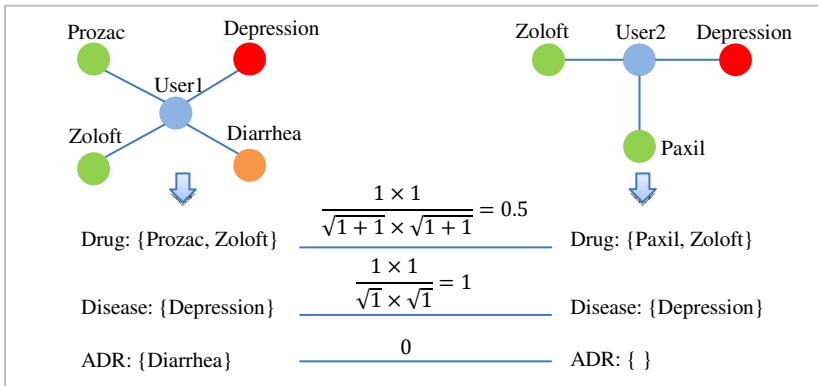 Prozac
Depression
User1
Zoloft
Diarrhea
Zoloft
User2
Depression
Paxil
Drug: {Prozac, Zoloft}
1 × 1
√1 + 1 × √1 + 1
= 0.5
Drug: {Paxil, Zoloft}
Disease: {Depression}
1 × 1
√1 × √1
= 1
Disease: {Depression}
ADR: {Diarrhea}
0
ADR: { }